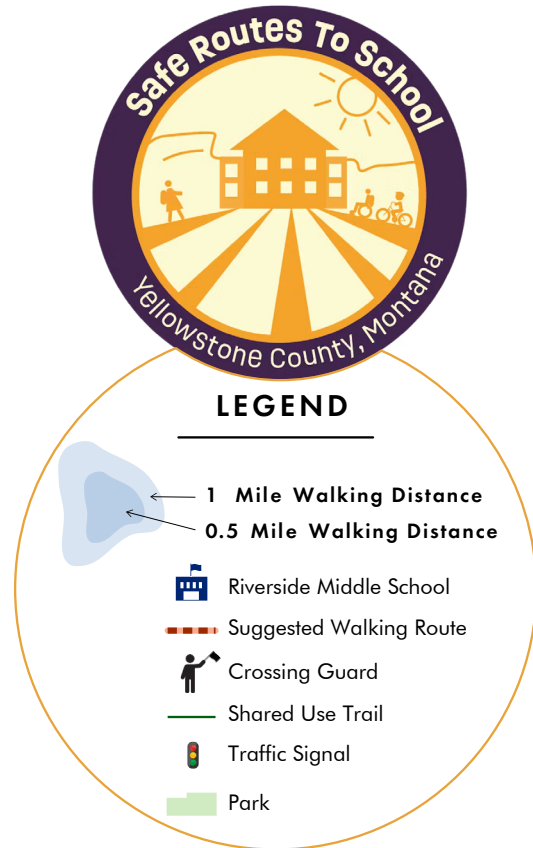 Safe Routes To School
Yellowstone County, Montana
LEGEND
1 Mile Walking Distance
0.5 Mile Walking Distance
Riverside Middle School
Suggested Walking Route
Crossing Guard
Shared Use Trail
Traffic Signal
Park